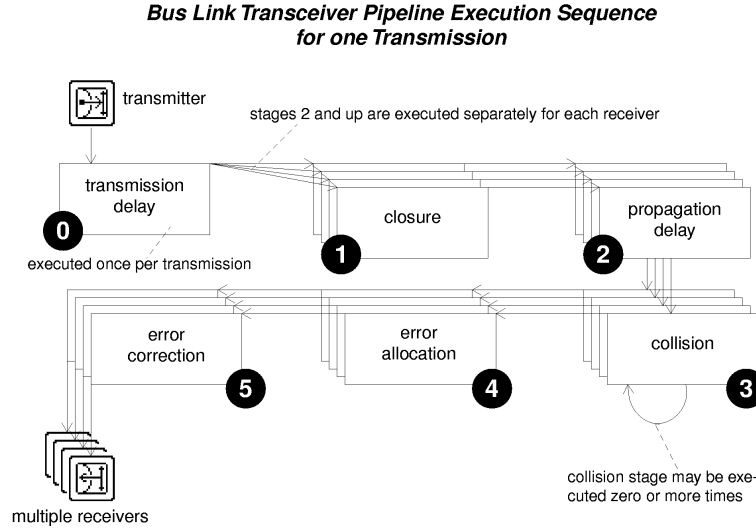 Bus Link Transceiver Pipeline Execution Sequence
for one Transmission
transmitter
stages 2 and up are executed separately for each receiver
transmission
delay
0
executed once per transmission
closure
1
propagation
delay
2
collision
3
collision stage may be exe-
cuted zero or more times
error
allocation
4
error
correction
5
multiple receivers